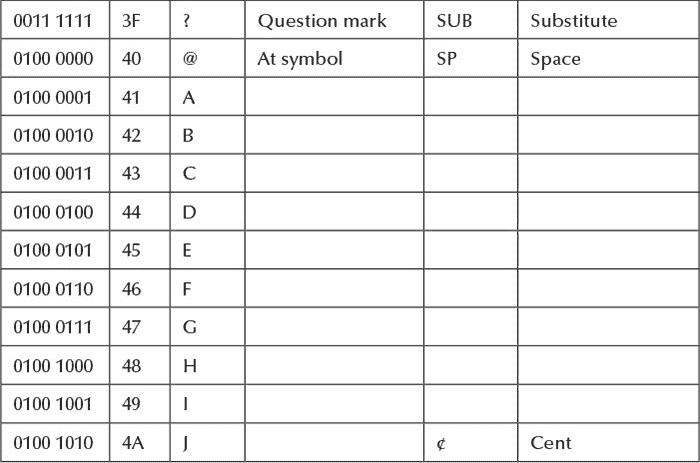 0011 1111 3F ? Question mark SUB Substitute
0100 0000 40 @ At symbol SP Space
0100 0001 41 A
0100 0010 42 B
0100 0011 43 C
0100 0100 44 D
0100 0101 45 E
0100 0110 46 F
0100 0111 47 G
0100 1000 48 H
0100 1001 49 I
0100 1010 4A J ¢ Cent